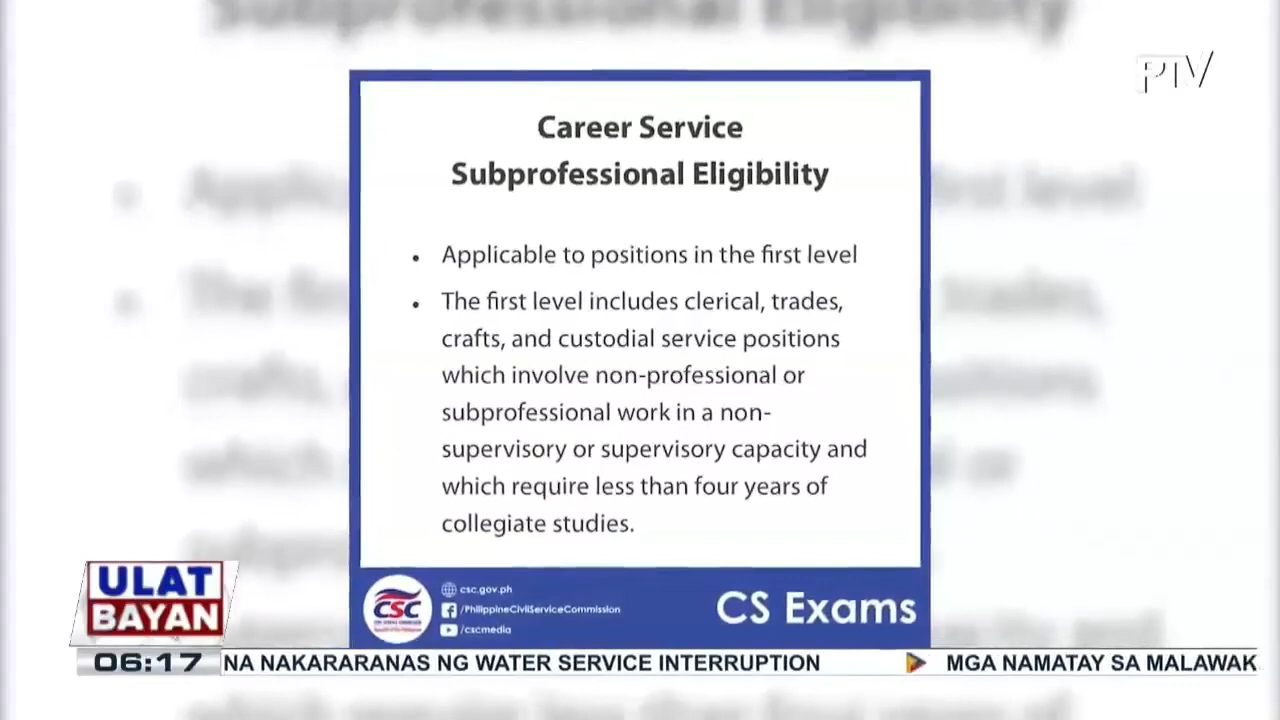 Subprofessional Eligibility
PTV
Career Service
Subprofessional Eligibility
• Applicable to positions in the first level
• The first level includes clerical, trades,
crafts, and custodial service positions
which involve non-professional or
subprofessional work in a non-
supervisory or supervisory capacity and
which require less than four years of
collegiate studies.
csc.gov.ph
/PhilippineCivilServiceCommission
/cscmedia
CSC
CS Exams
ULAT
BAYAN
06:17
NA NAKARARANAS NG WATER SERVICE INTERRUPTION
MGA NAMATAY SA MALAWAK